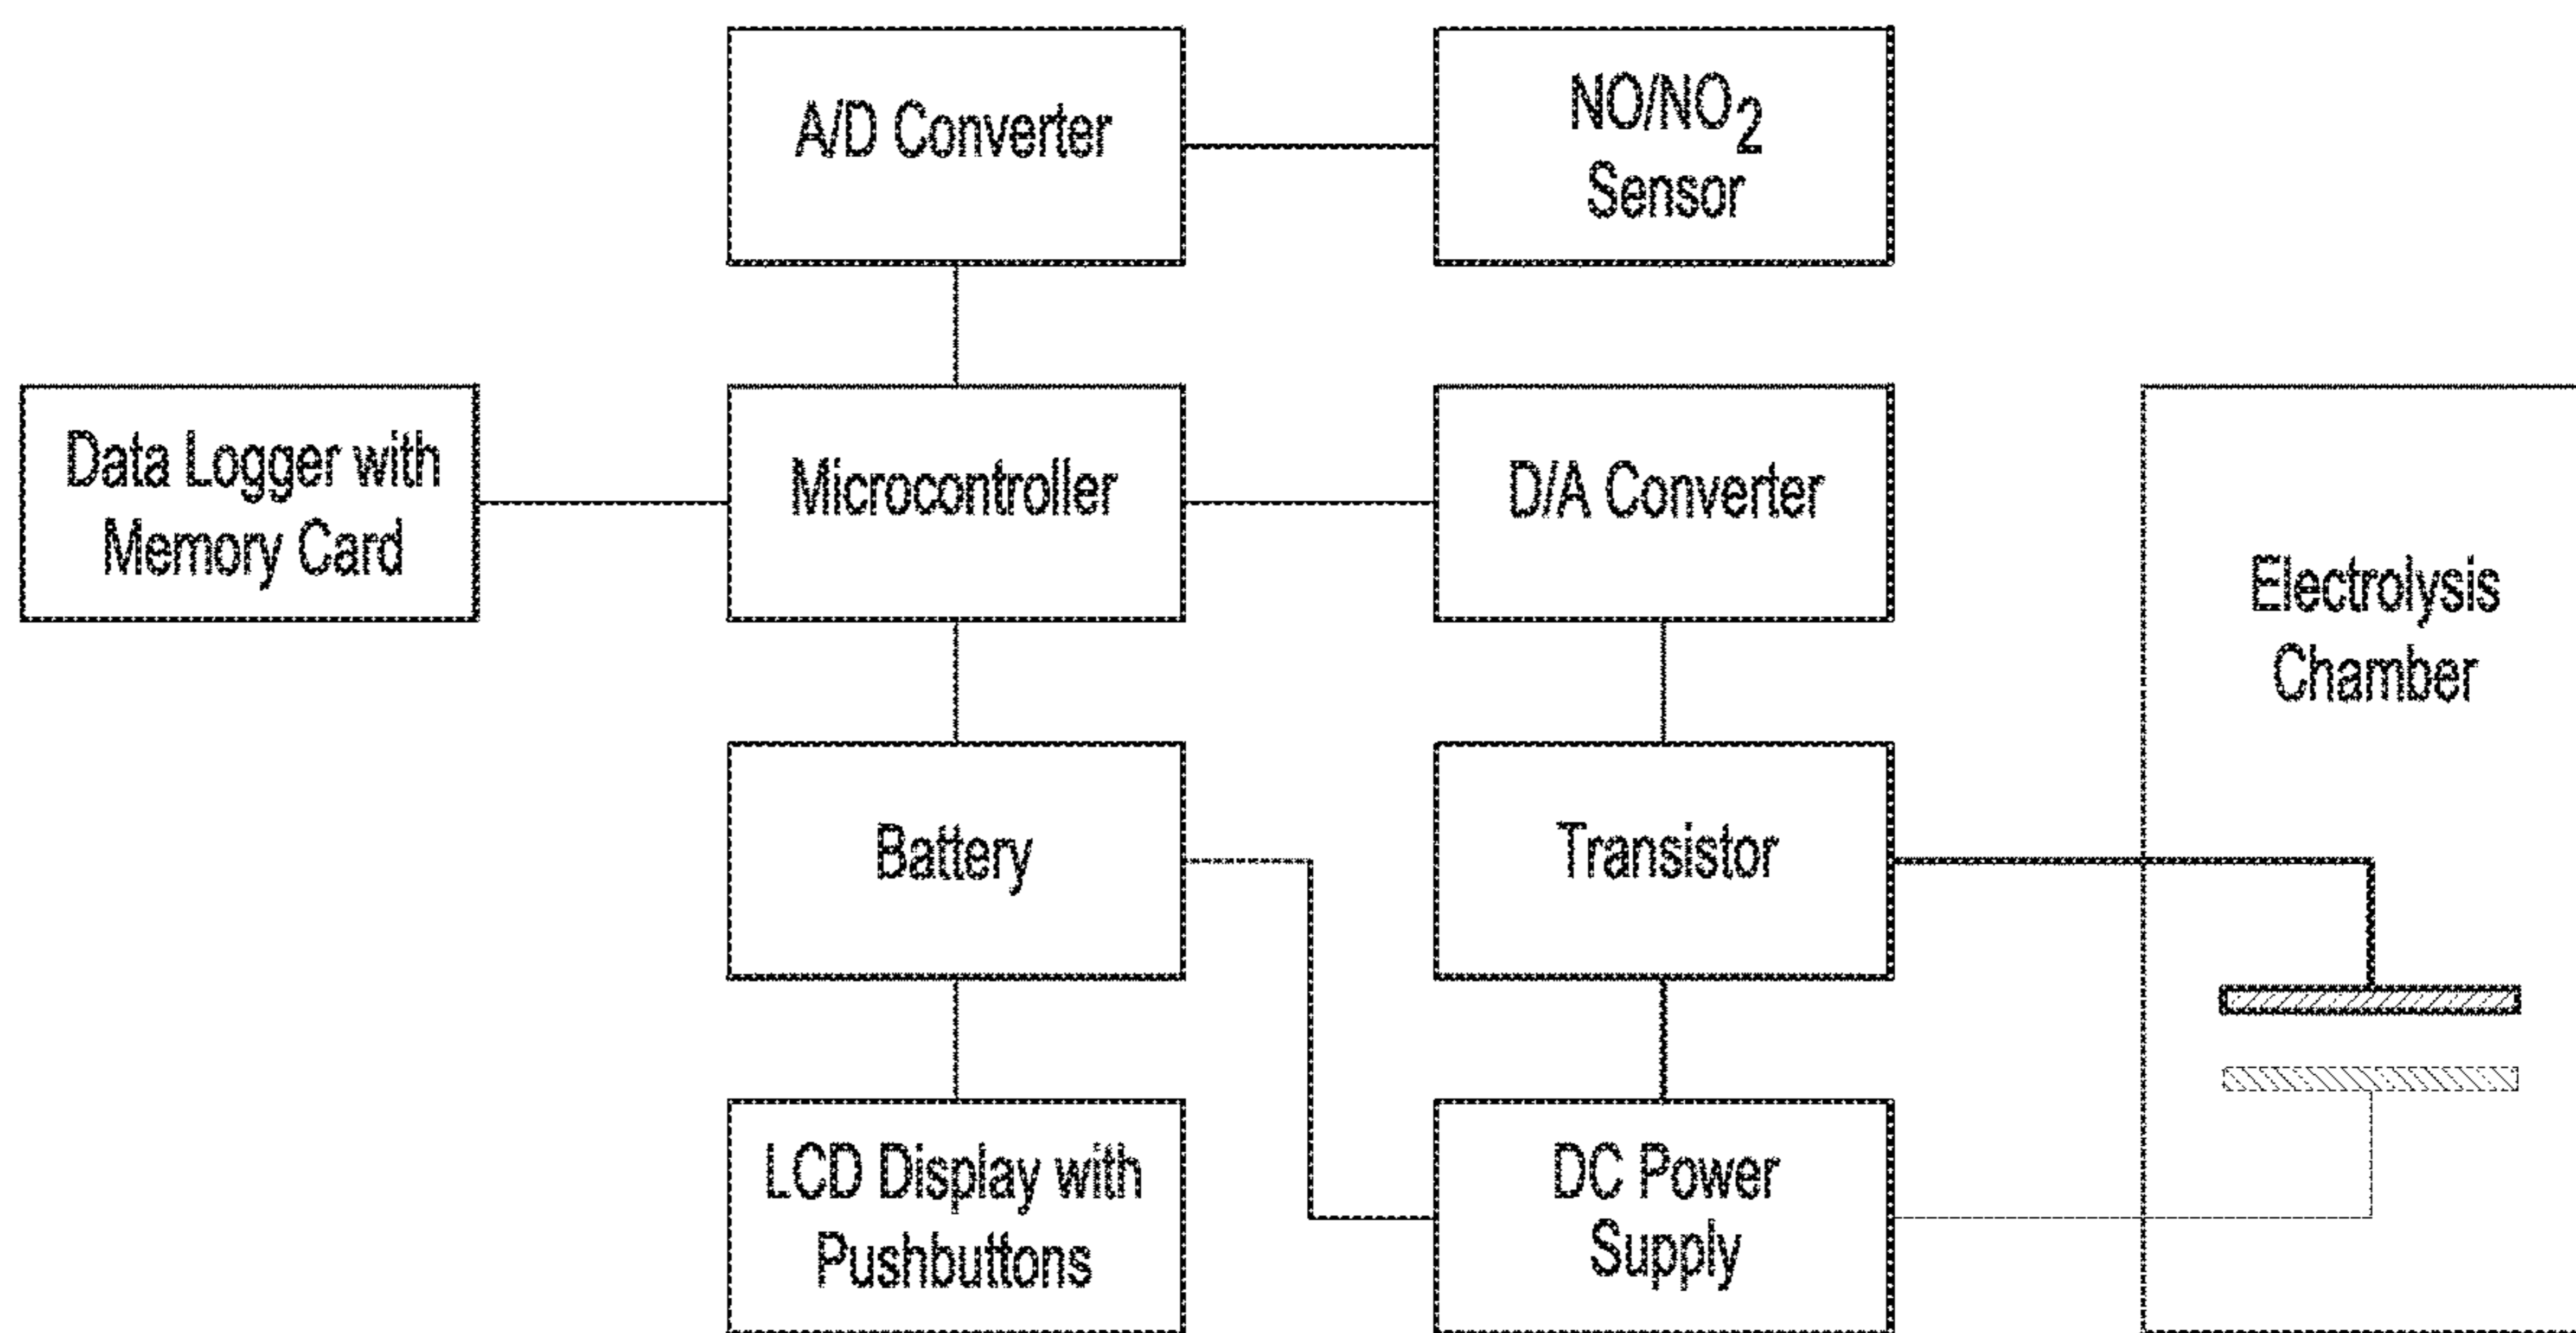 A/D Converter
NO/NO₂
Sensor
Data Logger with
Memory Card
Microcontroller
D/A Converter
Electrolysis
Chamber
Battery
Transistor
LCD Display with
Pushbuttons
DC Power
Supply